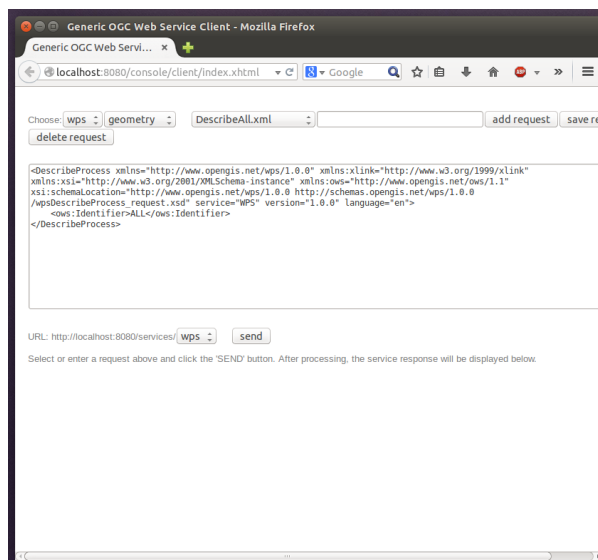 Generic OGC Web Service Client - Mozilla Firefox
Generic OGC Web Servi... ×
localhost:8080/console/client/index.xhtml Google ABP »
Choose: wps geometry DescribeAll.xml add request save re
delete request
<DescribeProcess xmlns="http://www.opengis.net/wps/1.0.0" xmlns:xlink="http://www.w3.org/1999/xlink"
xmlns:xsi="http://www.w3.org/2001/XMLSchema-instance" xmlns:ows="http://www.opengis.net/ows/1.1"
xsi:schemaLocation="http://www.opengis.net/wps/1.0.0 http://schemas.opengis.net/wps/1.0.0
/wpsDescribeProcess_request.xsd" service="WPS" version="1.0.0" language="en">
<ows:Identifier>ALL</ows:Identifier>
</DescribeProcess>
URL: http://localhost:8080/services/ wps send
Select or enter a request above and click the 'SEND' button. After processing, the service response will be displayed below.